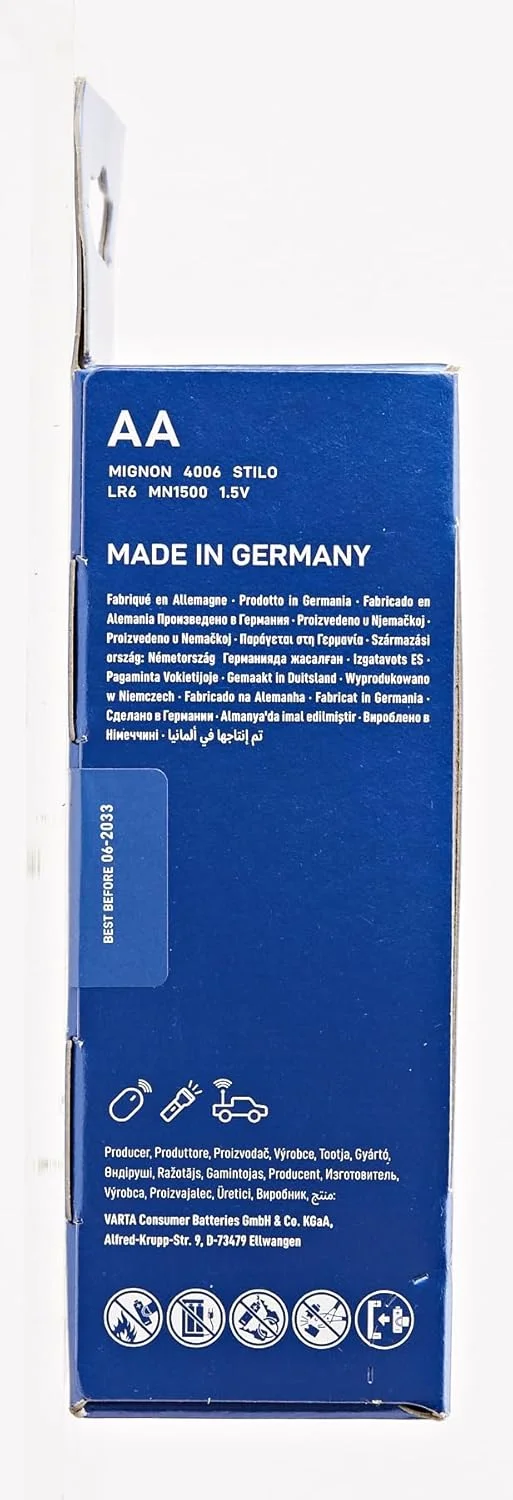 AA
MIGNON 4006 STILO
LR6 MN1500 1.5V
MADE IN GERMANY
Fabriqué en Allemagne · Prodotto in Germania · Fabricado en
Alemania Произведено в Германия · Proizvedeno u Njemačkoj ·
Proizvedeno u Nemačkoj · Παράγεται στη Γερμανία · Származási
ország: Németország Германияда жасалған · Izgatavots ES ·
Pagaminta Vokietijoje · Gemaakt in Duitsland · Wyprodukowano
w Niemczech · Fabricado na Alemanha · Fabricat in Germania ·
Сделано в Германии · Almanya'da imal edilmiştir · Вироблено в
Німеччині · تم إنتاجها في ألمانيا
BEST BEFORE 06-2033
Producer, Produttore, Proizvođač, Výrobce, Tootja, Gyártó,
Өндіруші, Ražotājs, Gamintojas, Producent, Изготовитель,
Výrobca, Proizvajalec, Üretici, Виробник, منتج:
VARTA Consumer Batteries GmbH & Co. KGaA,
Alfred-Krupp-Str. 9, D-73479 Ellwangen